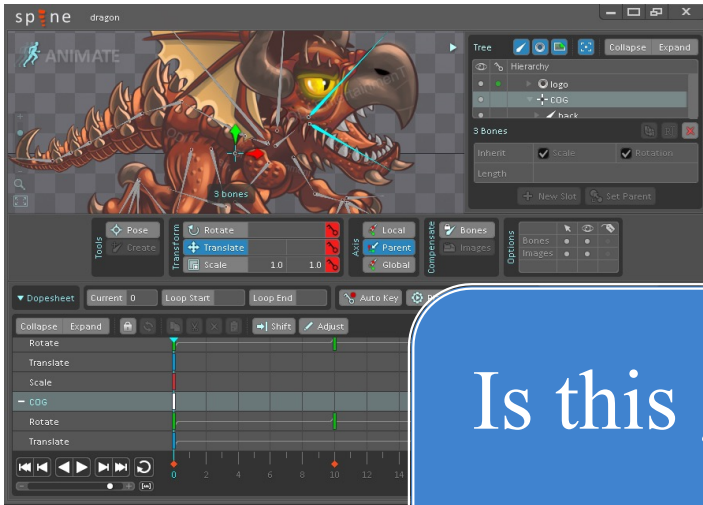 spine dragon
ANIMATE
Tree Collapse Expand
Hierarchy
logo
COG
back
3 Bones
Inherit Scale Rotation
Length
+ New Slot Set Parent
3 bones
Tools Pose Create
Transform Rotate
Translate
Scale 1.0 1.0
Axis Local
Parent
Global
Compensate Bones
Images
Options
Bones
Images
Dopesheet Current 0 Loop Start Loop End Auto Key
Collapse Expand Shift Adjust
Rotate
Translate
Scale
COG
Rotate
Translate
0 2 4 6 8 10 12 14
Is this